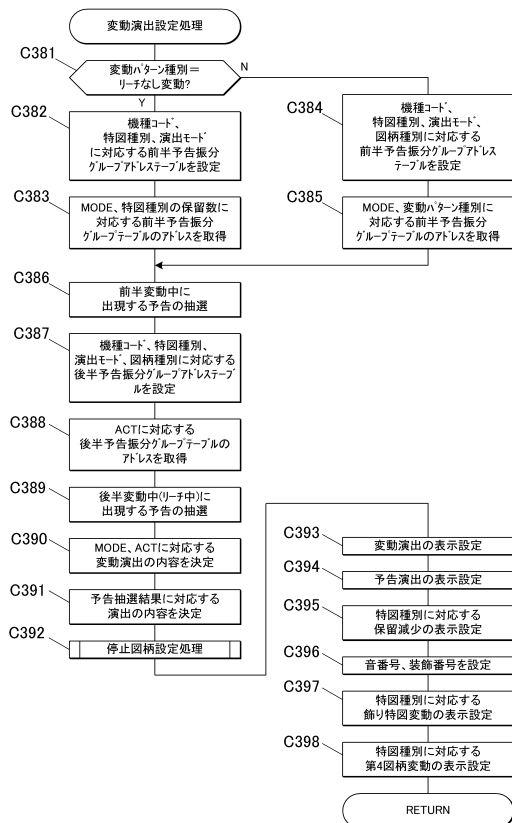 変動演出設定処理
C381
変動パターン種別＝
リーチなし変動?
N
Y
C382
機種コード、
特図種別、演出モード
に対応する前半予告振分
グループアドレステーブルを設定
C383
MODE、特図種別の保留数に
対応する前半予告振分
グループテーブルのアドレスを取得
C384
機種コード、
特図種別、演出モード、
図柄種別に対応する
前半予告振分グループアドレス
テーブルを設定
C385
MODE、変動パターン種別に
対応する前半予告振分
グループテーブルのアドレスを取得
C386
前半変動中に
出現する予告の抽選
C387
機種コード、特図種別、
演出モード、図柄種別に対応する
後半予告振分グループアドレステーブ
ルを設定
C388
ACTに対応する
後半予告振分グループテーブルの
アドレスを取得
C389
後半変動中(リーチ中)に
出現する予告の抽選
C390
MODE、ACTに対応する
変動演出の内容を決定
C391
予告抽選結果に対応する
演出の内容を決定
C392
停止図柄設定処理
C393
変動演出の表示設定
C394
予告演出の表示設定
C395
特図種別に対応する
保留減少の表示設定
C396
音番号、装飾番号を設定
C397
特図種別に対応する
飾り特図変動の表示設定
C398
特図種別に対応する
第4図柄変動の表示設定
RETURN